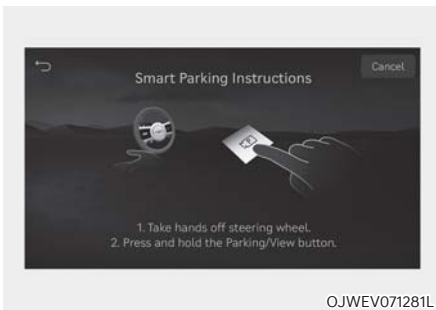 Cancel
Smart Parking Instructions
1. Take hands off steering wheel.
2. Press and hold the Parking/View button.
OJWEV071281L